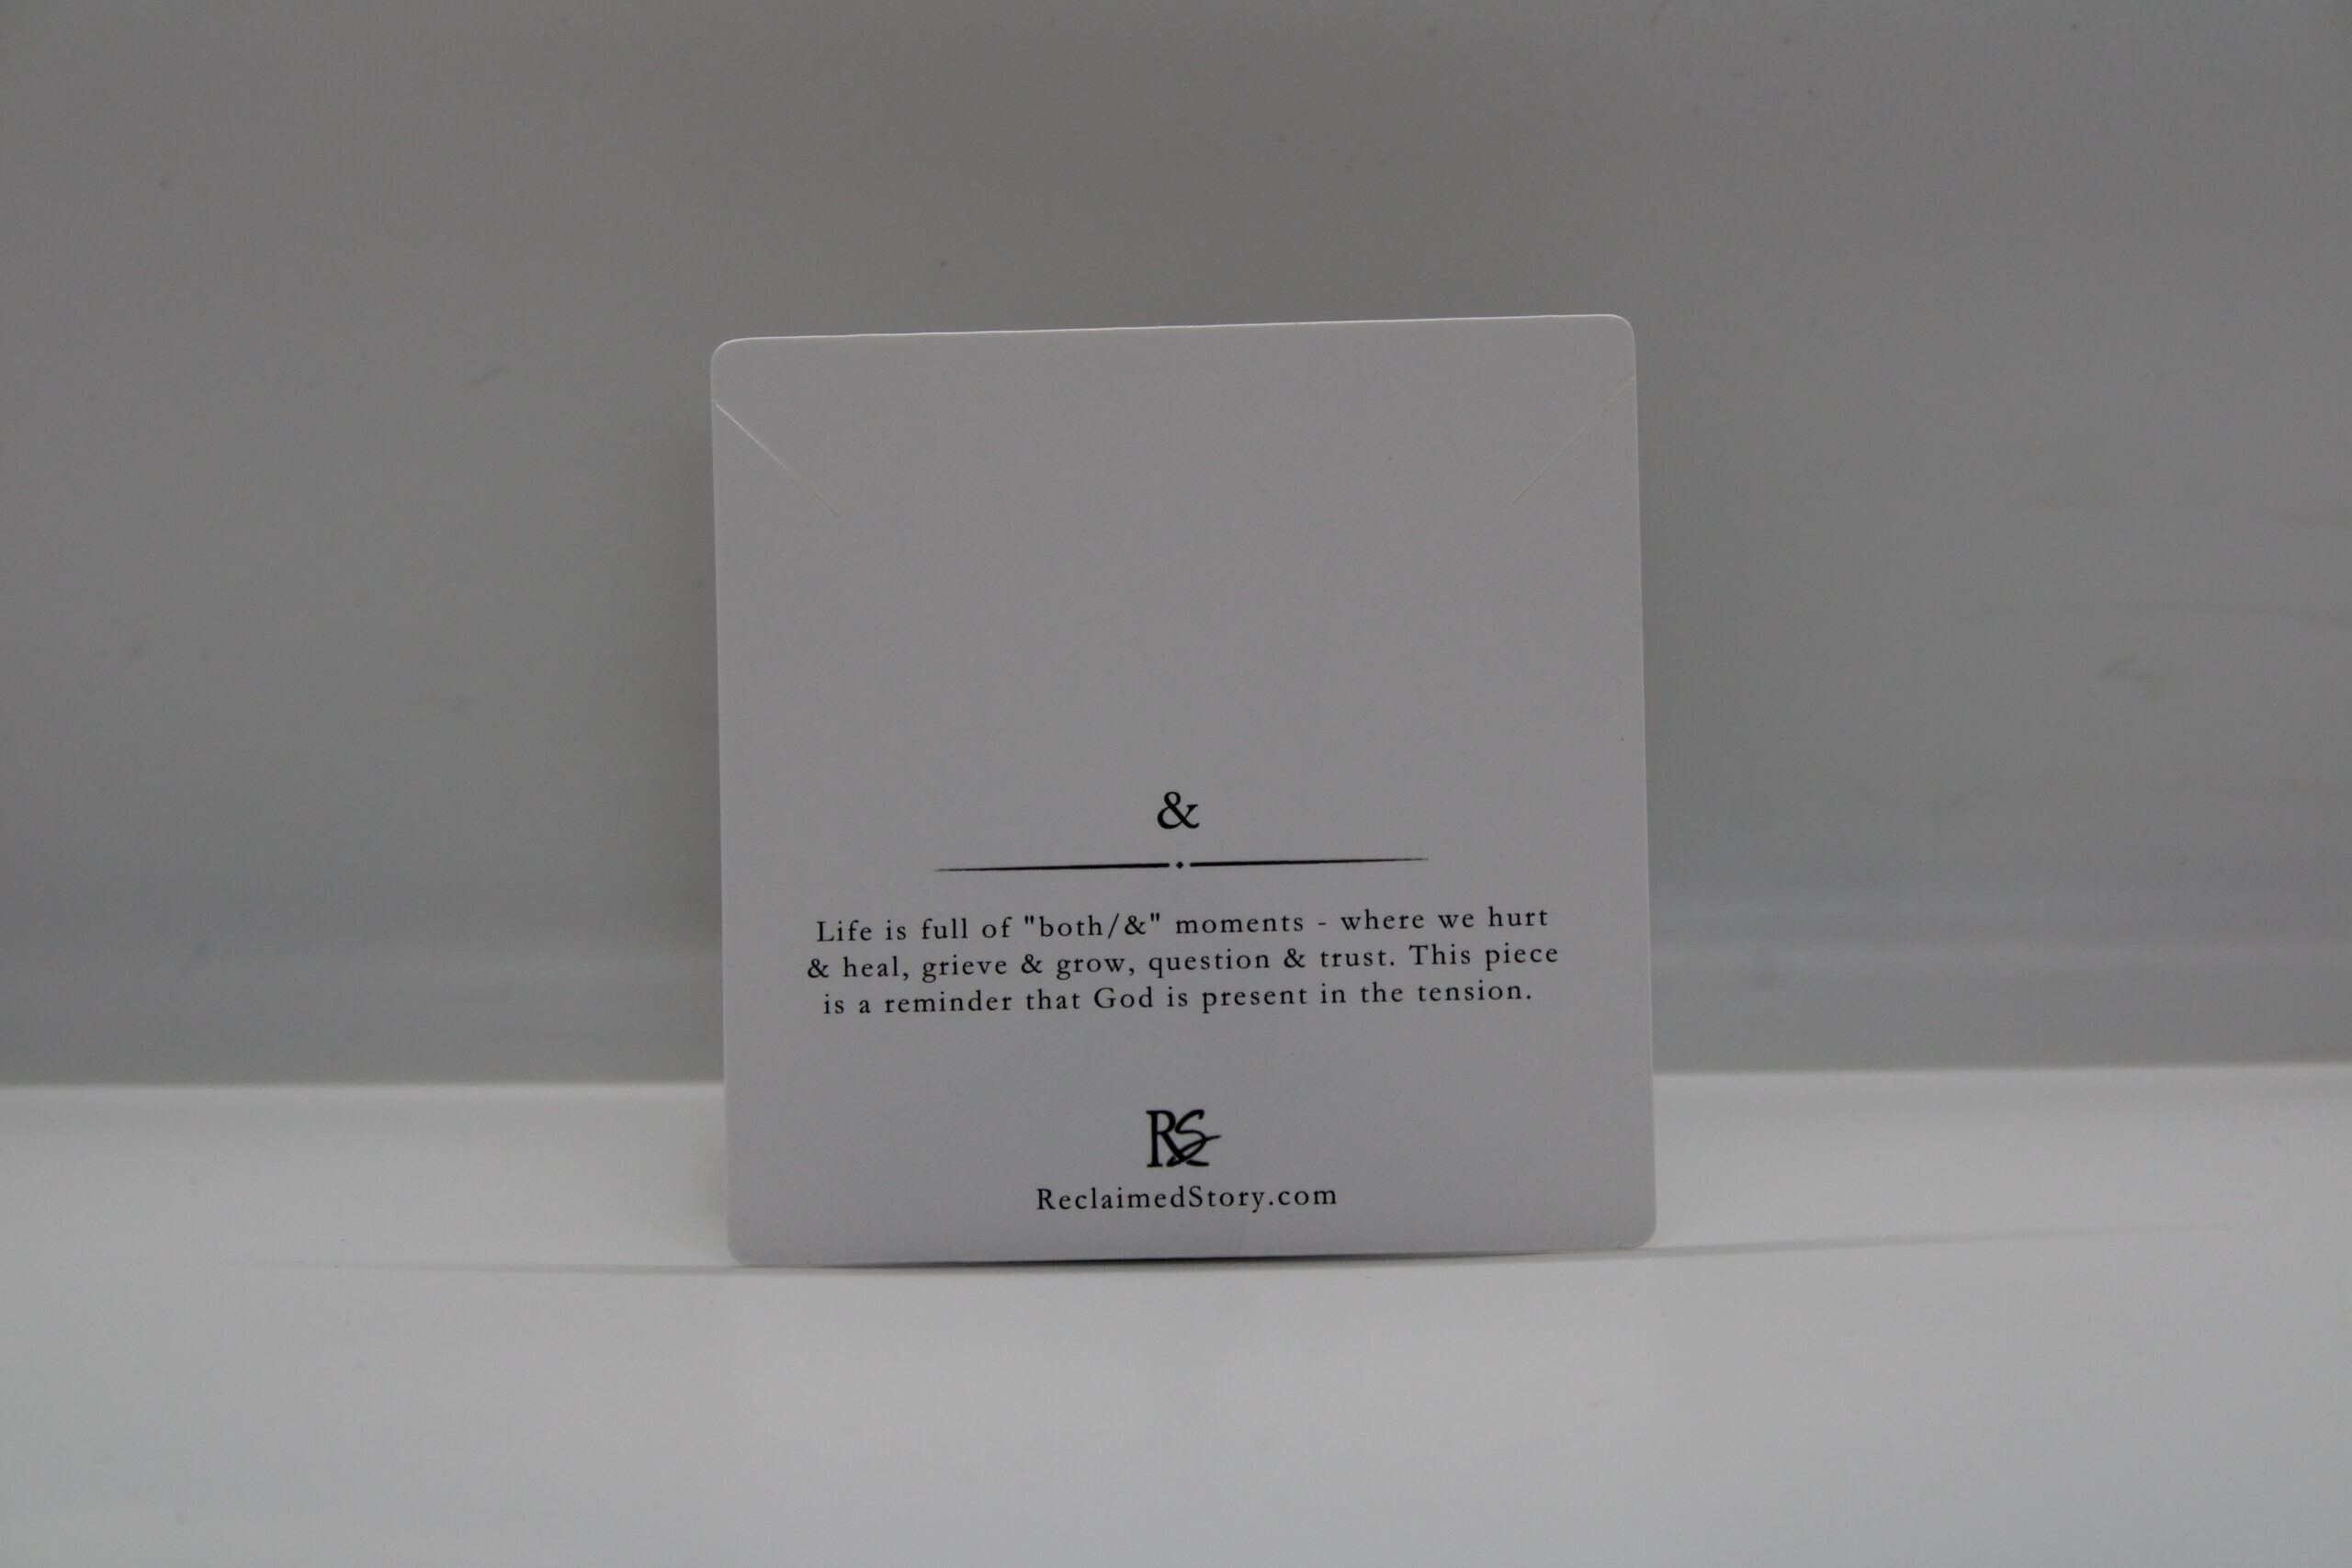 &
Life is full of "both/&" moments - where we hurt
& heal, grieve & grow, question & trust. This piece
is a reminder that God is present in the tension.
RS
ReclaimedStory.com